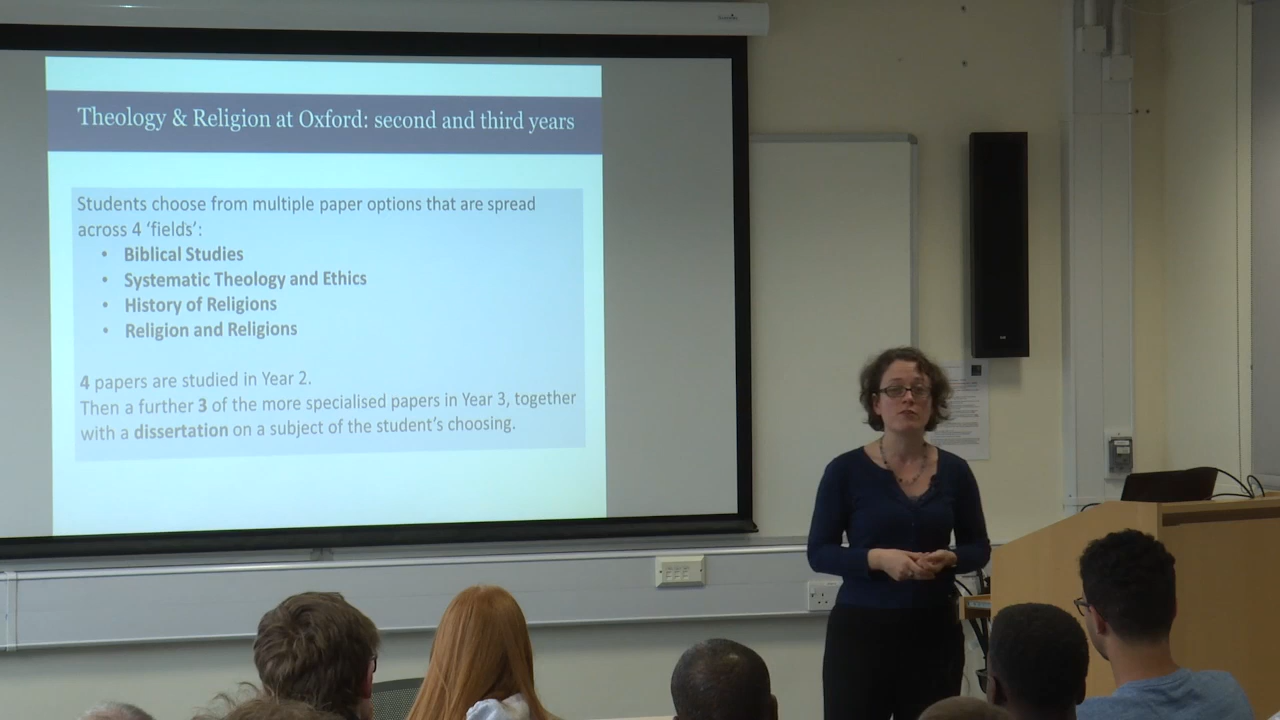 Theology & Religion at Oxford: second and third years
Students choose from multiple paper options that are spread
across 4 ‘fields’:
• Biblical Studies
• Systematic Theology and Ethics
• History of Religions
• Religion and Religions
4 papers are studied in Year 2.
Then a further 3 of the more specialised papers in Year 3, together
with a dissertation on a subject of the student’s choosing.